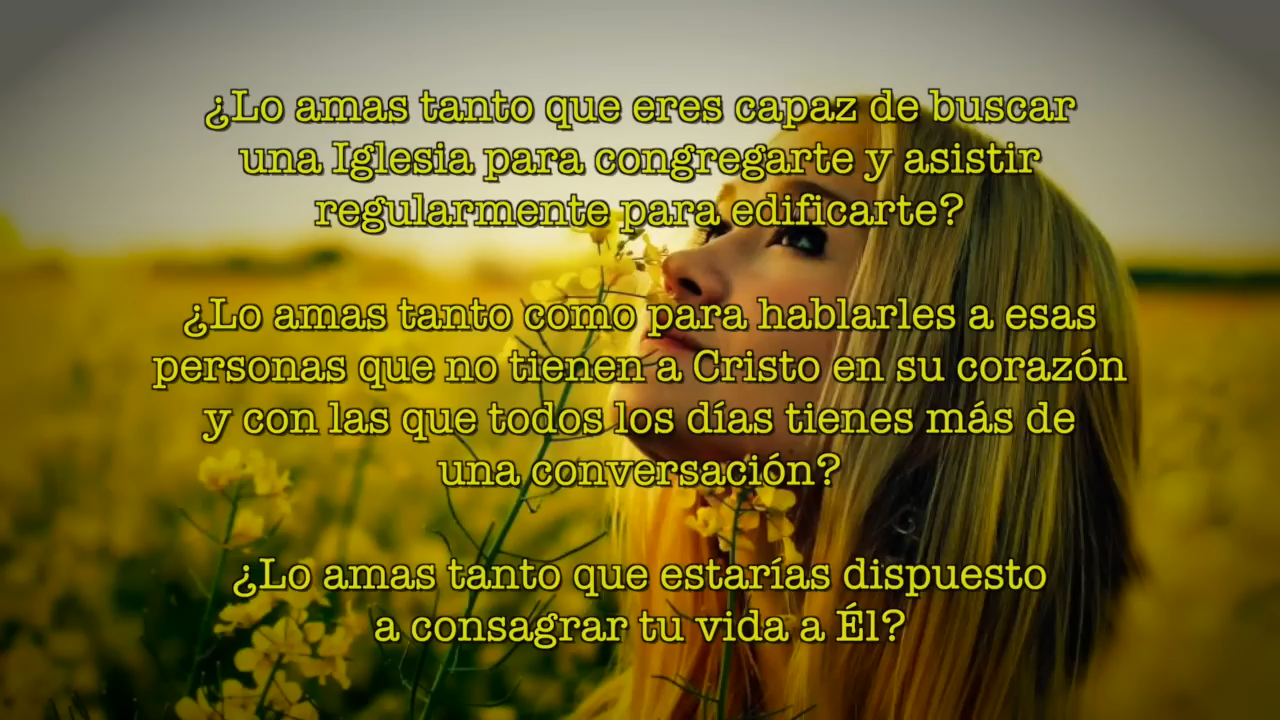 ¿Lo amas tanto que eres capaz de buscar
una Iglesia para congregarte y asistir
regularmente para edificarte?
¿Lo amas tanto como para hablarles a esas
personas que no tienen a Cristo en su corazón
y con las que todos los días tienes más de
una conversación?
¿Lo amas tanto que estarías dispuesto
a consagrar tu vida a Él?